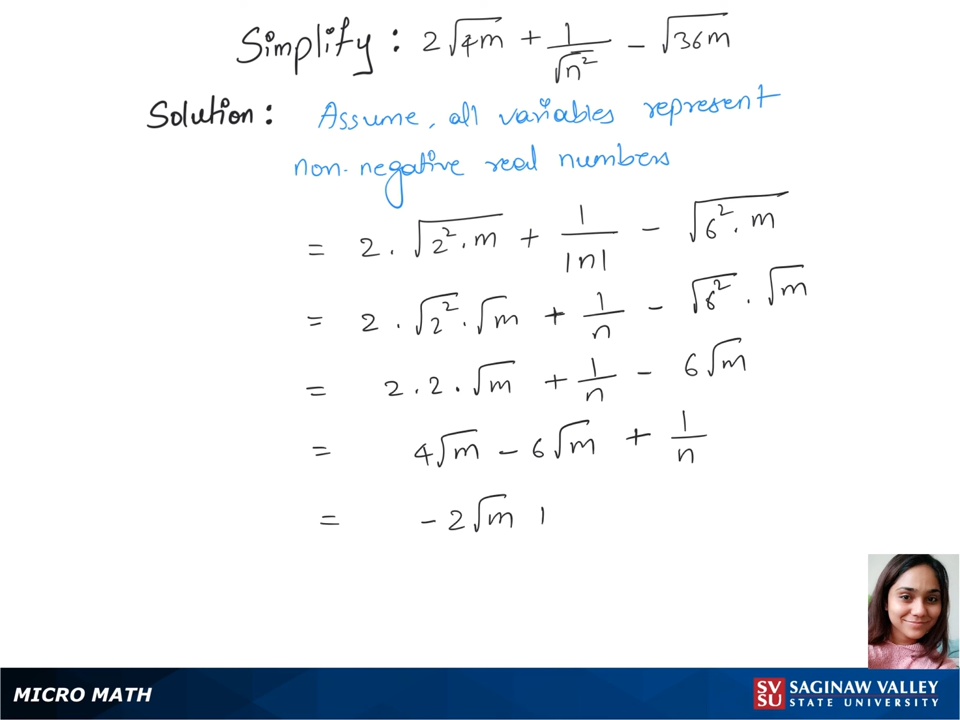 Simplify : 2√4m + 1/√n² − √36m
Solution : Assume, all variables represent
non-negative real numbers
= 2 . √2² . m + 1/|n| − √6² . m
= 2 . √2² . √m + 1/n − √6² . √m
= 2 . 2 . √m + 1/n − 6√m
= 4√m − 6√m + 1/n
= − 2√m I
MICRO MATH
SV
SU
SAGINAW VALLEY
STATE UNIVERSITY